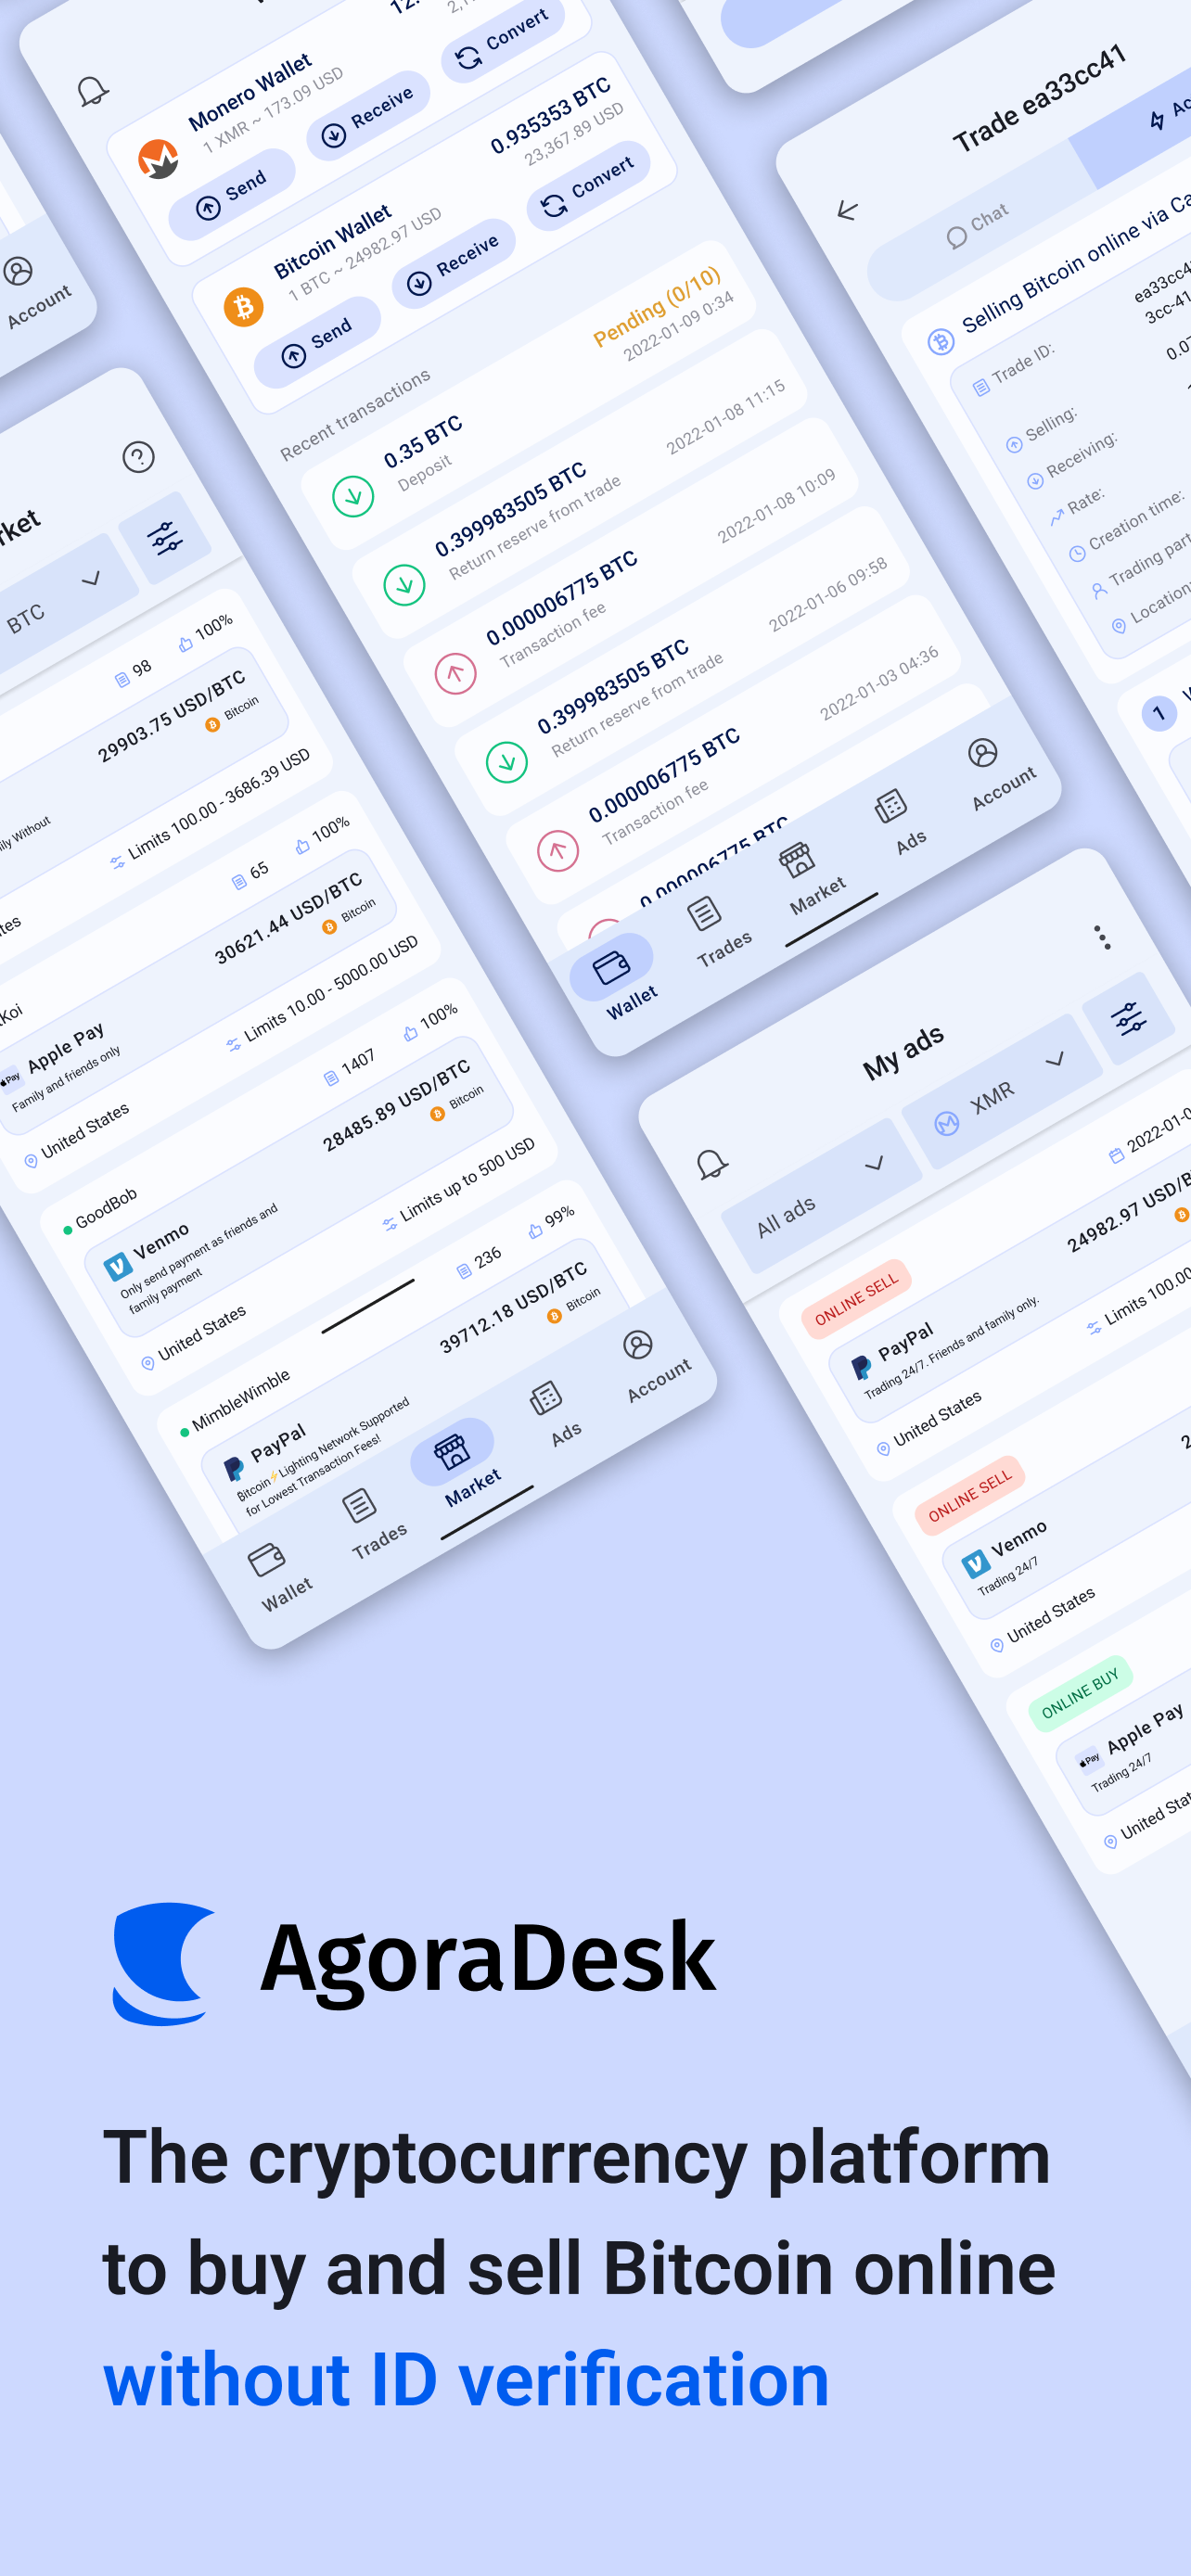 Monero Wallet
1 XMR ~ 173.09 USD
Send
Receive
Convert
Bitcoin Wallet
1 BTC ~ 24982.97 USD
0.935353 BTC
23,367.89 USD
Send
Receive
Convert
Recent transactions
0.35 BTC
Deposit
Pending (0/10)
2022-01-09 0:34
0.399983505 BTC
Return reserve from trade
2022-01-08 11:15
0.000006775 BTC
Transaction fee
2022-01-08 10:09
0.399983505 BTC
Return reserve from trade
2022-01-06 09:58
0.000006775 BTC
Transaction fee
2022-01-03 04:36
0.000006775 BTC
Wallet
Trades
Market
Ads
Account
Account
Trade ea33cc41
Chat
Selling Bitcoin online via
Trade ID:
Selling:
Receiving:
Rate:
Creation time:
Trading
Location:
1
BTC
98
100%
29903.75 USD/BTC
Bitcoin
Without
Limits 100.00 - 3686.39 USD
65
100%
30621.44 USD/BTC
Bitcoin
Apple Pay
Family and friends only
Limits 10.00 - 5000.00 USD
United States
GoodBob
1407
100%
28485.89 USD/BTC
Bitcoin
Venmo
Only send payment as friends and
family payment
Limits up to 500 USD
United States
MimbleWimble
236
99%
39712.18 USD/BTC
Bitcoin
PayPal
Bitcoin⚡Lighting Network Supported
for Lowest Transaction Fees!
Wallet
Trades
Market
Ads
Account
My ads
All ads
XMR
ONLINE SELL
24982.97
PayPal
Trading 24/7. Friends and family only.
Limits 100.00
United States
ONLINE SELL
Venmo
Trading 24/7
United States
ONLINE BUY
Pay
Apple Pay
Trading 24/7
United
AgoraDesk
The cryptocurrency platform
to buy and sell Bitcoin online
without ID verification